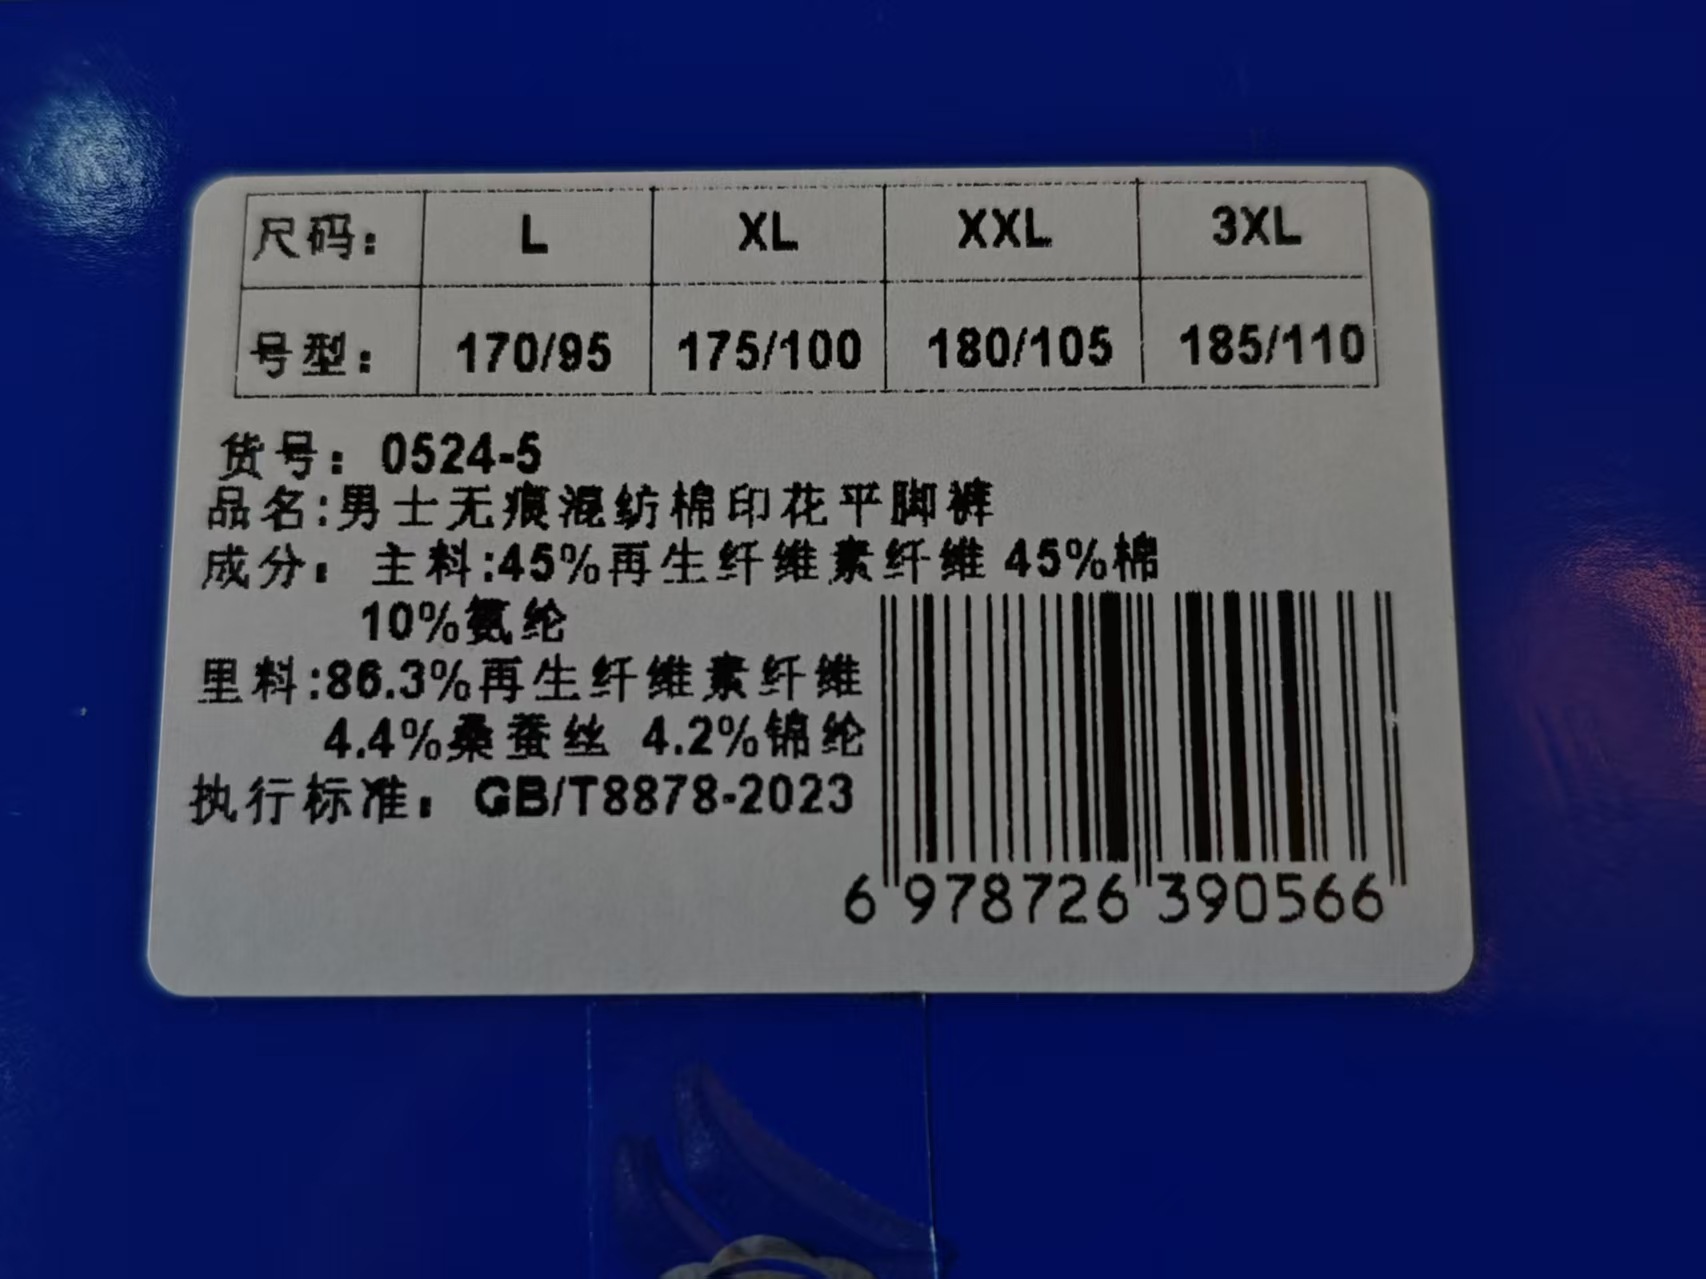 尺码: L XL XXL 3XL
号型: 170/95 175/100 180/105 185/110
货号: 0524-5
品名:男士无痕混纺棉印花平脚裤
成分: 主料:45%再生纤维素纤维 45%棉
10%氨纶
里料:86.3%再生纤维素纤维
4.4%桑蚕丝 4.2%锦纶
执行标准: GB/T8878-2023
6 978726 390566